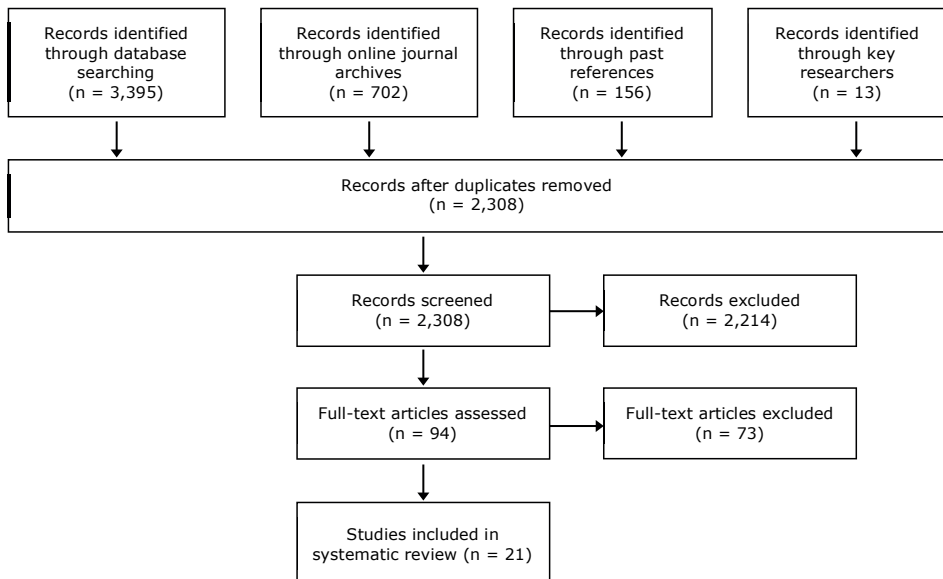 Records identified
through database
searching
(n = 3,395)
Records identified
through online journal
archives
(n = 702)
Records identified
through past
references
(n = 156)
Records identified
through key
researchers
(n = 13)
Records after duplicates removed
(n = 2,308)
Records screened
(n = 2,308)
Records excluded
(n = 2,214)
Full-text articles assessed
(n = 94)
Full-text articles excluded
(n = 73)
Studies included in
systematic review (n = 21)